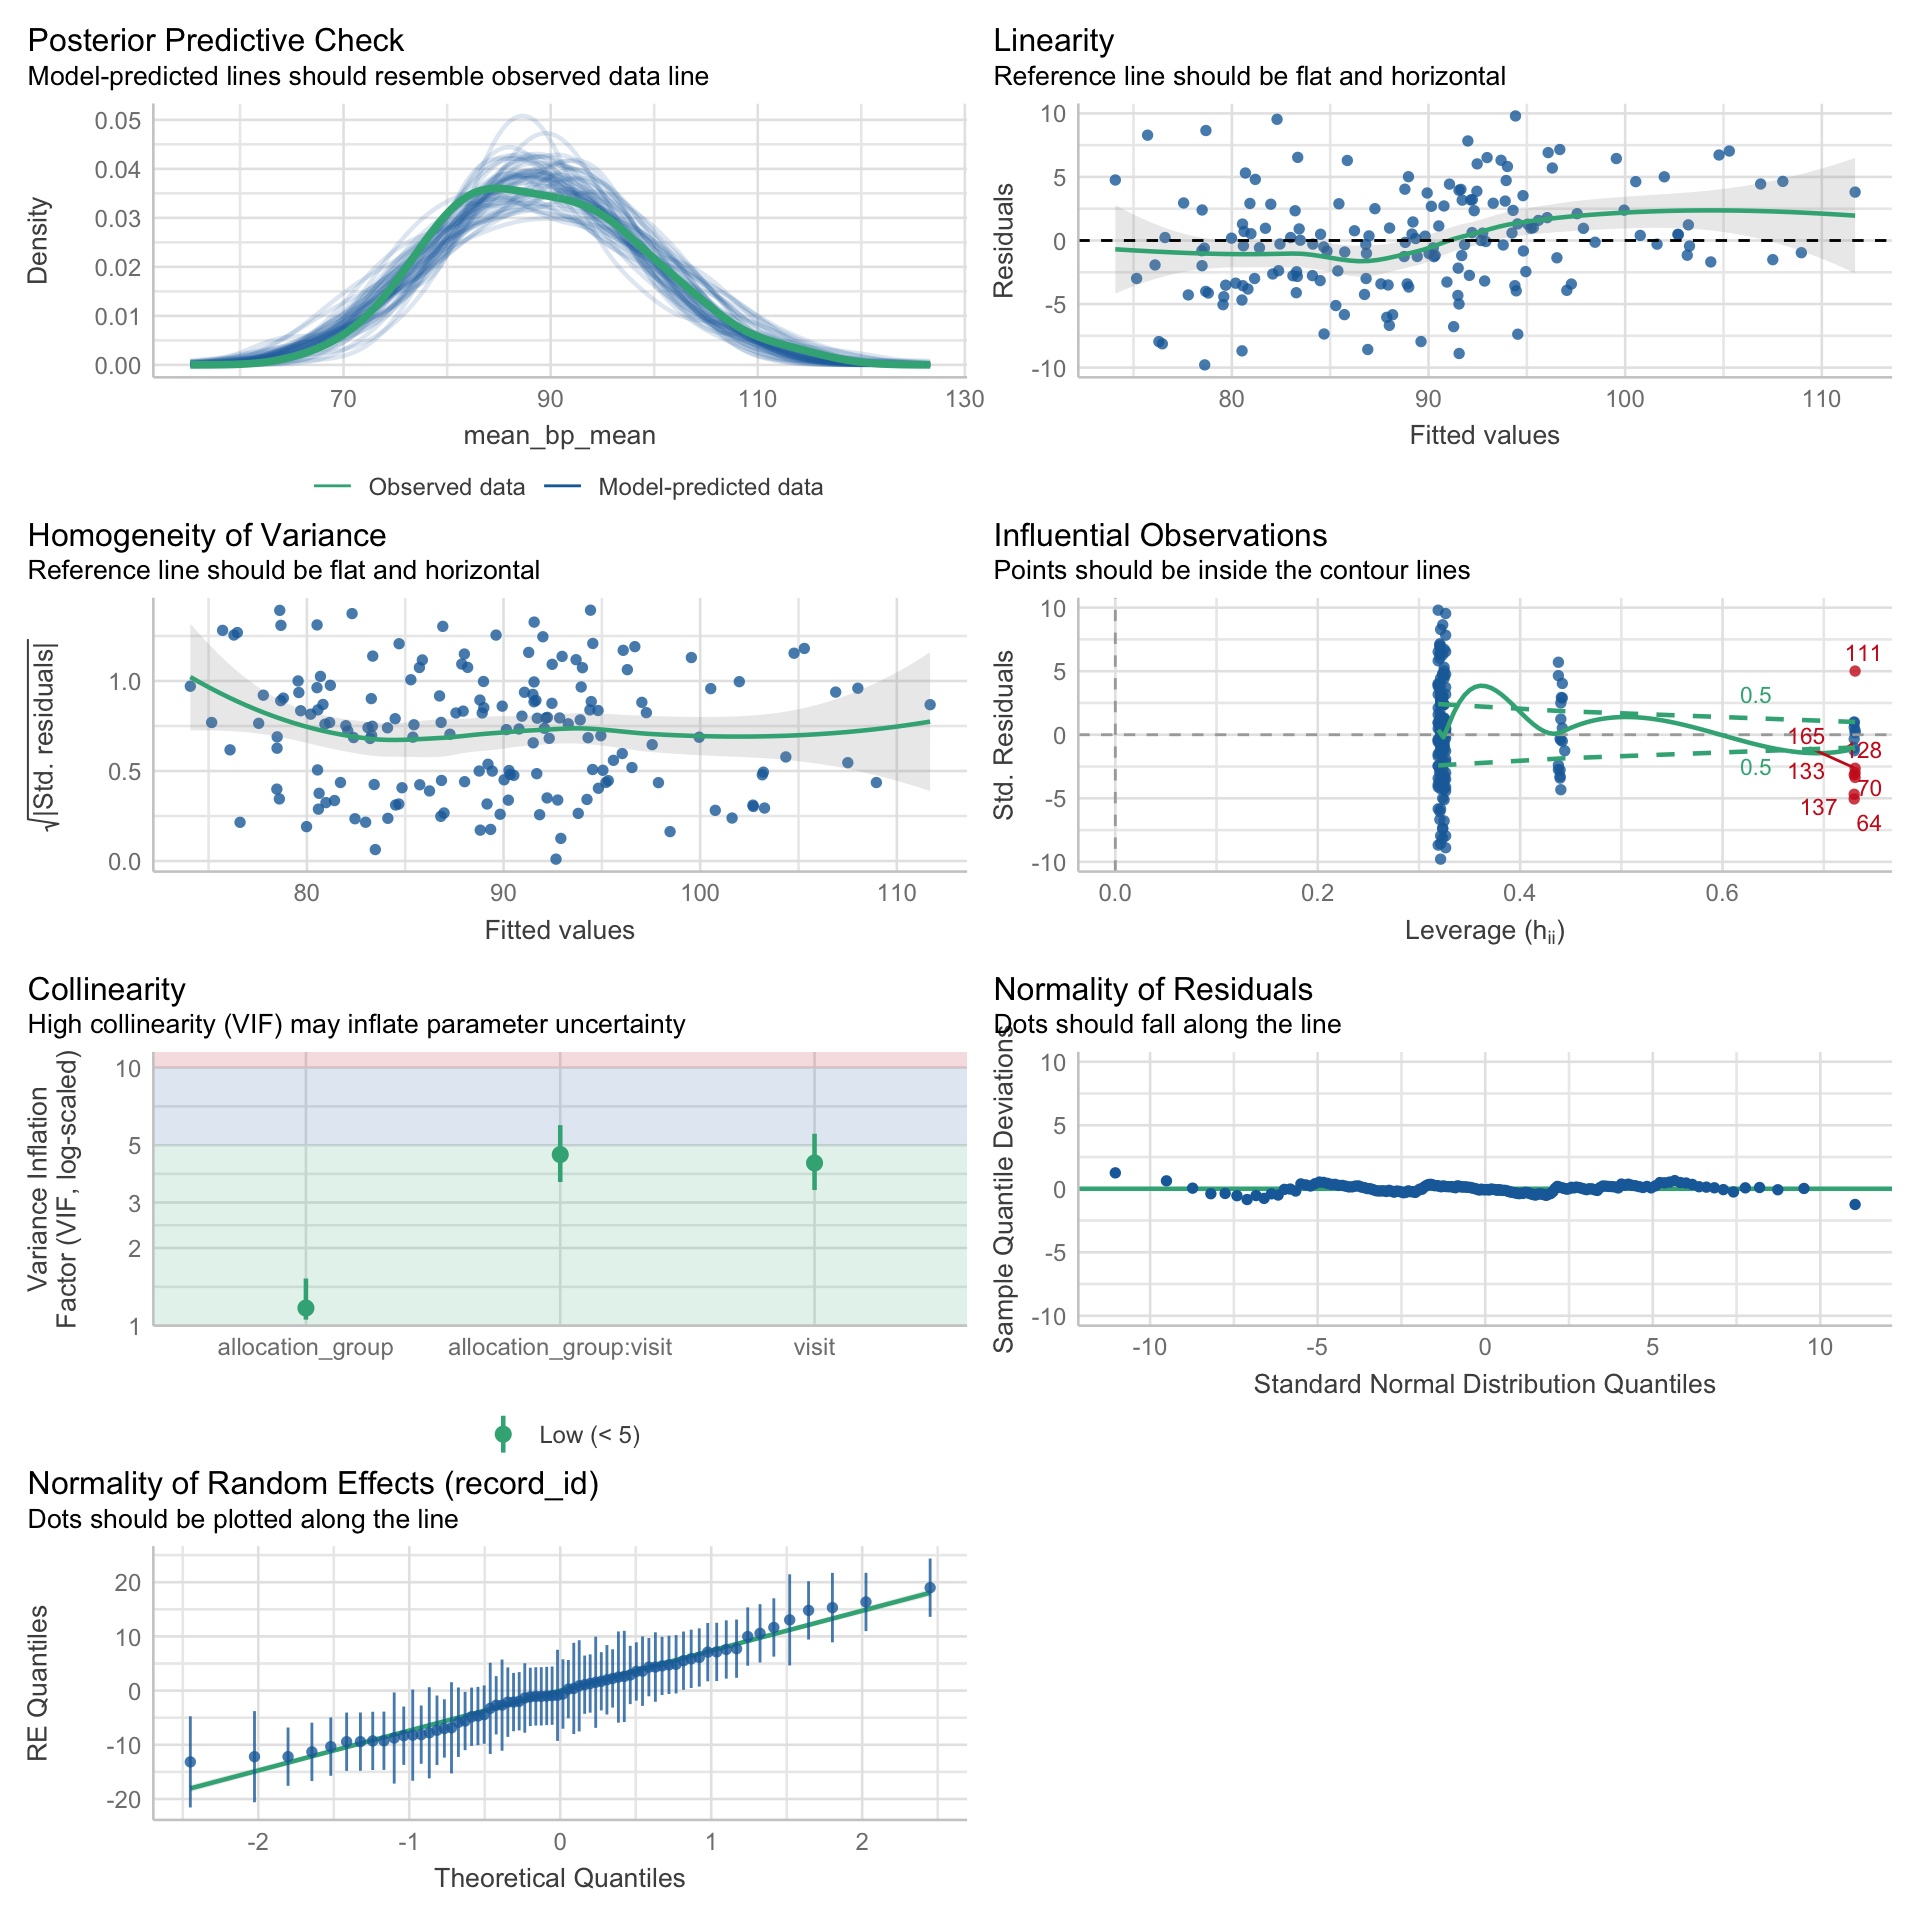 Posterior Predictive Check
Model-predicted lines should resemble observed data line
0.05
0.04
0.03
0.02
0.01
0.00
Density
70
90
110
130
mean_bp_mean
Observed data
Model-predicted data
Linearity
Reference line should be flat and horizontal
10
5
0
-5
-10
Residuals
80
90
100
110
Fitted values
Homogeneity of Variance
Reference line should be flat and horizontal
1.0
0.5
0.0
√|Std. residuals|
80
90
100
110
Fitted values
Influential Observations
Points should be inside the contour lines
10
5
0
-5
-10
Std. Residuals
111
0.5
165
128
0.5
133
70
137
64
0.0
0.2
0.4
0.6
Leverage (hii)
Collinearity
High collinearity (VIF) may inflate parameter uncertainty
10
5
3
2
1
Variance Inflation
Factor (VIF, log-scaled)
allocation_group
allocation_group:visit
visit
Low (< 5)
Normality of Residuals
Dots should fall along the line
10
5
0
-5
-10
Sample Quantile Deviations
-10
-5
0
5
10
Standard Normal Distribution Quantiles
Normality of Random Effects (record_id)
Dots should be plotted along the line
20
10
0
-10
-20
RE Quantiles
-2
-1
0
1
2
Theoretical Quantiles